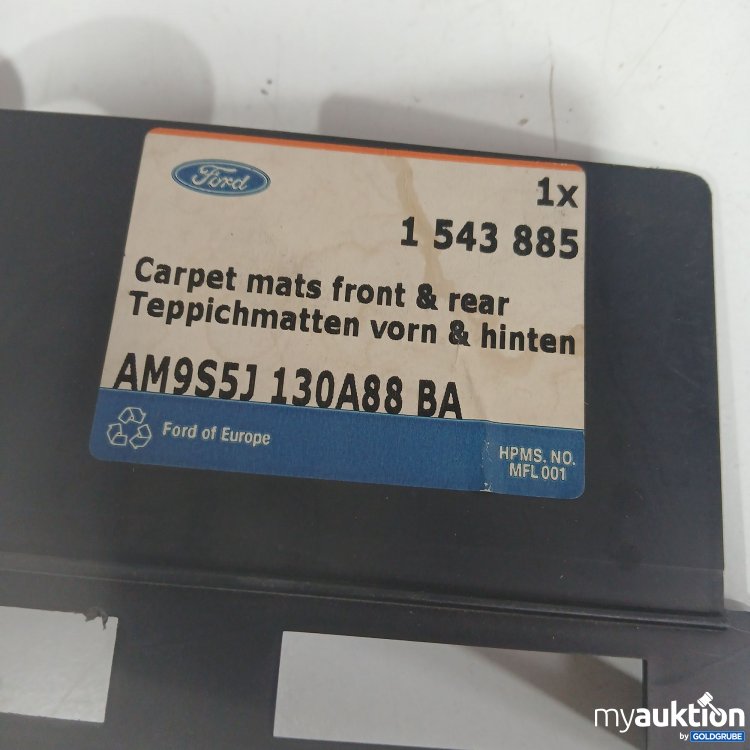 Ford
1x
1 543 885
Carpet mats front & rear
Teppichmatten vorn & hinten
AM9S5J 130A88 BA
Ford of Europe
HPMS. NO.
MFL 001
myauktion
by GOLDGRUBE